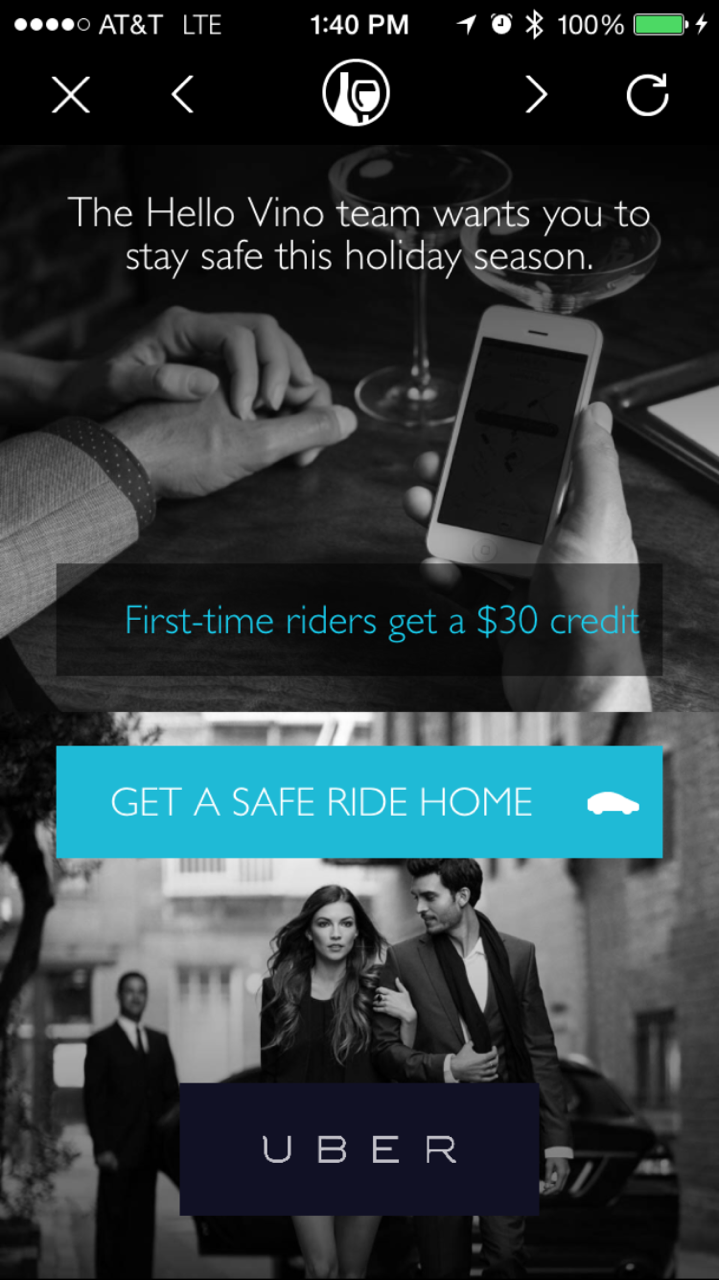 AT&T LTE 1:40 PM 100%
The Hello Vino team wants you to
stay safe this holiday season.
First-time riders get a $30 credit
GET A SAFE RIDE HOME
UBER